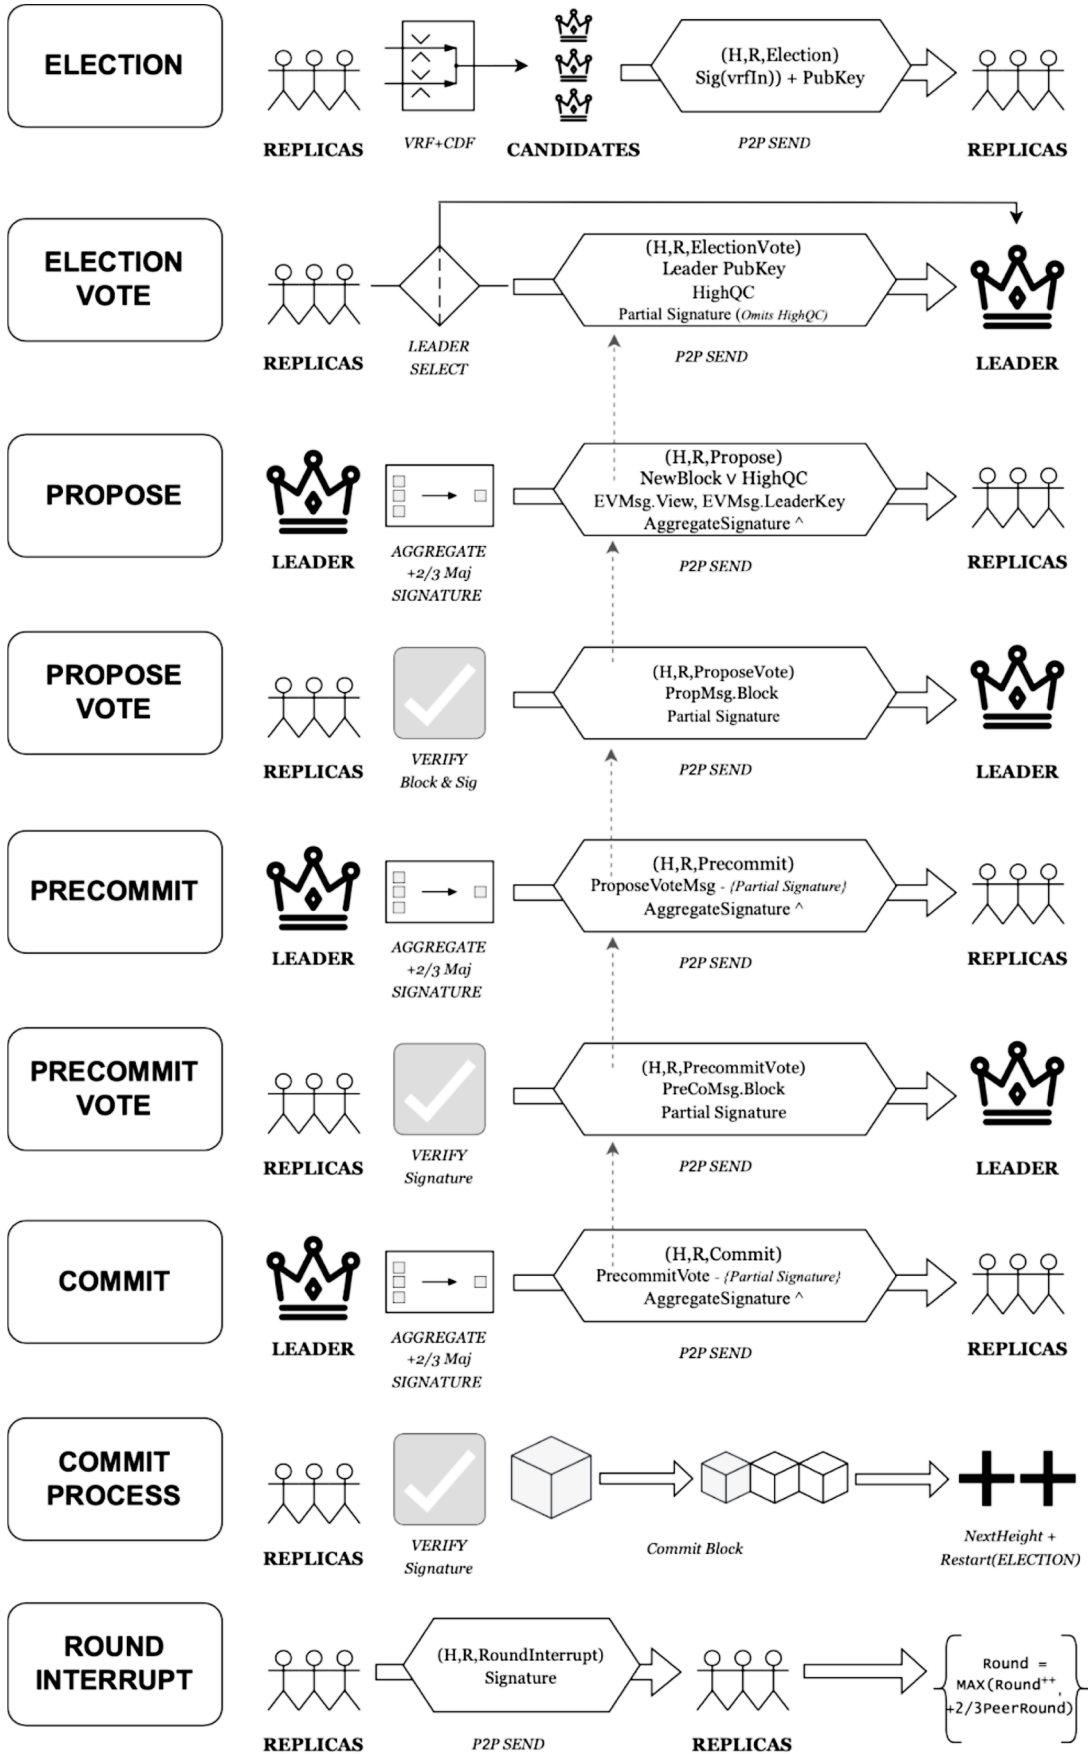 ELECTION
REPLICAS
VRF+CDF
CANDIDATES
(H,R,Election)
Sig(vrfIn)) + PubKey
P2P SEND
REPLICAS
ELECTION
VOTE
REPLICAS
LEADER
SELECT
(H,R,ElectionVote)
Leader PubKey
HighQC
Partial Signature (Omits HighQC)
P2P SEND
LEADER
PROPOSE
LEADER
AGGREGATE
+2/3 Maj
SIGNATURE
(H,R,Propose)
NewBlock ∨ HighQC
EVMsg.View, EVMsg.LeaderKey
AggregateSignature ^
P2P SEND
REPLICAS
PROPOSE
VOTE
REPLICAS
VERIFY
Block & Sig
(H,R,ProposeVote)
PropMsg.Block
Partial Signature
P2P SEND
LEADER
PRECOMMIT
LEADER
AGGREGATE
+2/3 Maj
SIGNATURE
(H,R,Precommit)
ProposeVoteMsg - {Partial Signature}
AggregateSignature ^
P2P SEND
REPLICAS
PRECOMMIT
VOTE
REPLICAS
VERIFY
Signature
(H,R,PrecommitVote)
PreCoMsg.Block
Partial Signature
P2P SEND
LEADER
COMMIT
LEADER
AGGREGATE
+2/3 Maj
SIGNATURE
(H,R,Commit)
PrecommitVote - {Partial Signature}
AggregateSignature ^
P2P SEND
REPLICAS
COMMIT
PROCESS
REPLICAS
VERIFY
Signature
Commit Block
NextHeight +
Restart(ELECTION)
ROUND
INTERRUPT
REPLICAS
(H,R,RoundInterrupt)
Signature
P2P SEND
REPLICAS
Round =
MAX(Round++,
+2/3PeerRound)